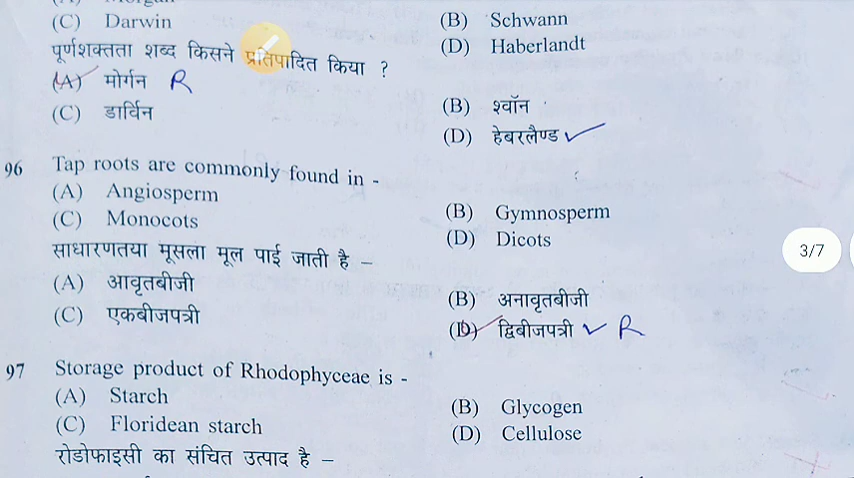 (C) Darwin (B) Schwann
(D) Haberlandt
पूर्णशक्तता शब्द किसने प्रतिपादित किया ?
(A) मोर्गन R (B) श्वॉन
(C) डार्विन (D) हेबरलैण्ड
96 Tap roots are commonly found in -
(A) Angiosperm (B) Gymnosperm
(C) Monocots (D) Dicots
साधारणतया मूसला मूल पाई जाती है –
(A) आवृतबीजी (B) अनावृतबीजी
(C) एकबीजपत्री (D) द्विबीजपत्री R
97 Storage product of Rhodophyceae is -
(A) Starch (B) Glycogen
(C) Floridean starch (D) Cellulose
रोडोफाइसी का संचित उत्पाद है –
3/7